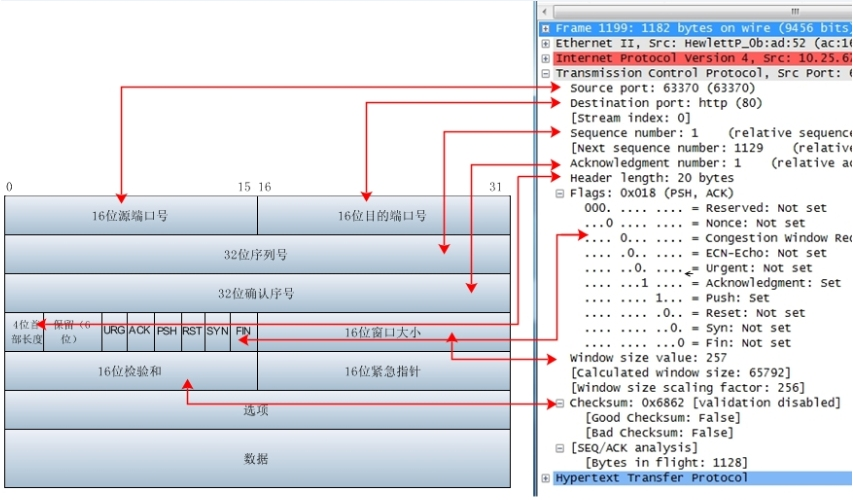 0 15 16 31
16位源端口号 16位目的端口号
32位序列号
32位确认序号
4位首部长度 保留（6位） URG ACK PSH RST SYN FIN 16位窗口大小
16位检验和 16位紧急指针
选项
数据
Frame 1199: 1182 bytes on wire (9456 bits)
Ethernet II, Src: HewlettP_0b:ad:52 (ac:16
Internet Protocol Version 4, Src: 10.25.67
Transmission Control Protocol, Src Port: 6
Source port: 63370 (63370)
Destination port: http (80)
[Stream index: 0]
Sequence number: 1 (relative sequence
[Next sequence number: 1129 (relative
Acknowledgment number: 1 (relative ac
Header length: 20 bytes
Flags: 0x018 (PSH, ACK)
000. .... .... = Reserved: Not set
...0 .... .... = Nonce: Not set
.... 0... .... = Congestion Window Rec
.... .0.. .... = ECN-Echo: Not set
.... ..0. .... = Urgent: Not set
.... ...1 .... = Acknowledgment: Set
.... .... 1... = Push: Set
.... .... .0.. = Reset: Not set
.... .... ..0. = Syn: Not set
.... .... ...0 = Fin: Not set
Window size value: 257
[Calculated window size: 65792]
[Window size scaling factor: 256]
Checksum: 0x6862 [validation disabled]
[Good Checksum: False]
[Bad Checksum: False]
[SEQ/ACK analysis]
[Bytes in flight: 1128]
Hypertext Transfer Protocol